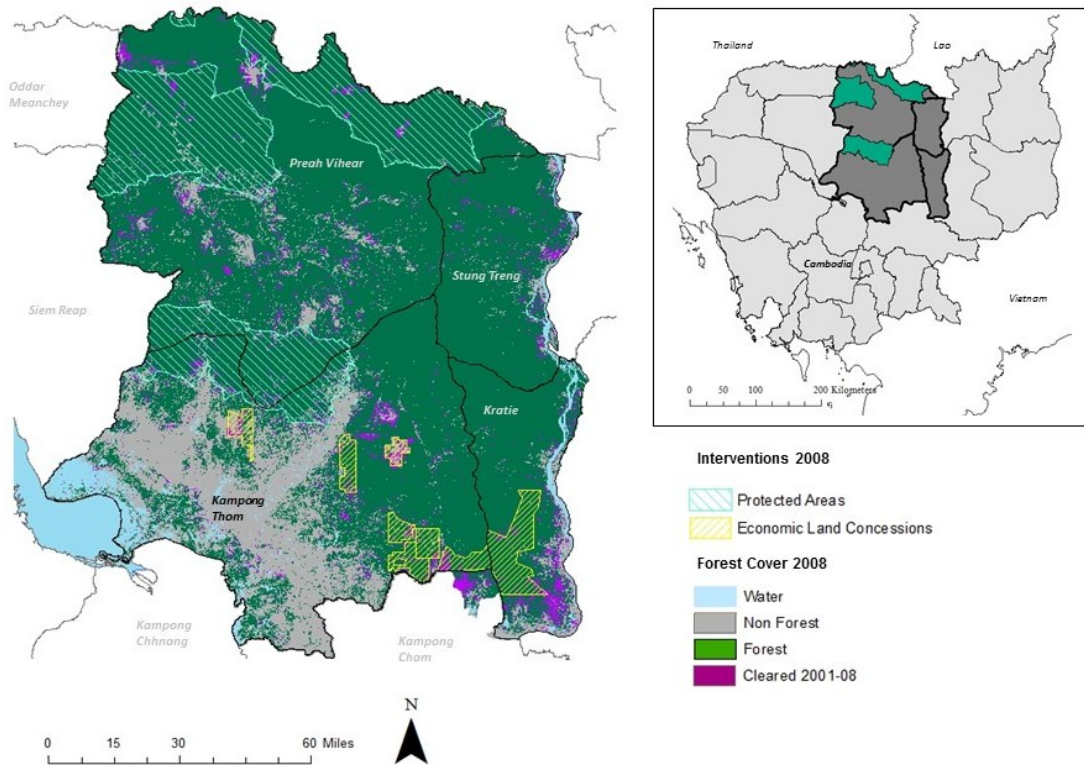 Oddar
Meanchey
Preah Vihear
Stung Treng
Siem Reap
Kratie
Kampong
Thom
Kampong
Chhnang
Kampong
Cham
N
0 15 30 60 Miles
Thailand
Lao
Cambodia
Vietnam
0 50 100 200 Kilometers
Interventions 2008
Protected Areas
Economic Land Concessions
Forest Cover 2008
Water
Non Forest
Forest
Cleared 2001-08